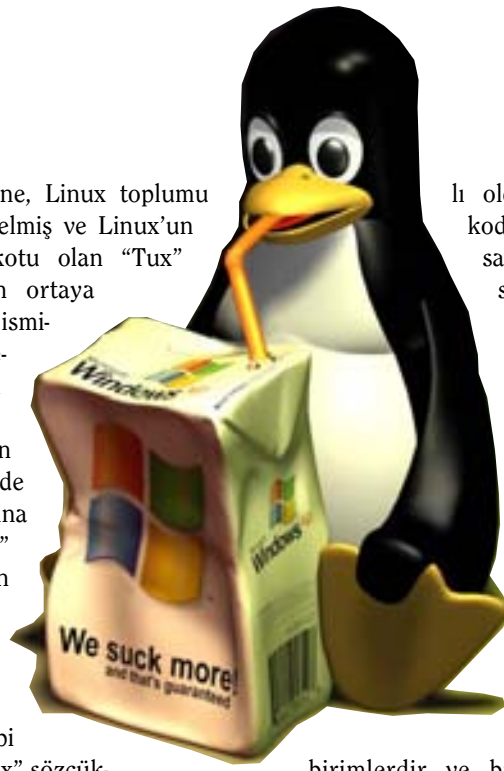 ne, Linux toplumu
elmiş ve Linux'un
kotu olan “Tux”
n ortaya
ismi-
n
de
na
”
n
bi
x” sözcük-
Windows
Windows
We suck more!
and that's guaranteed
lı ol
kod
sa
s
birimlerdir ve b